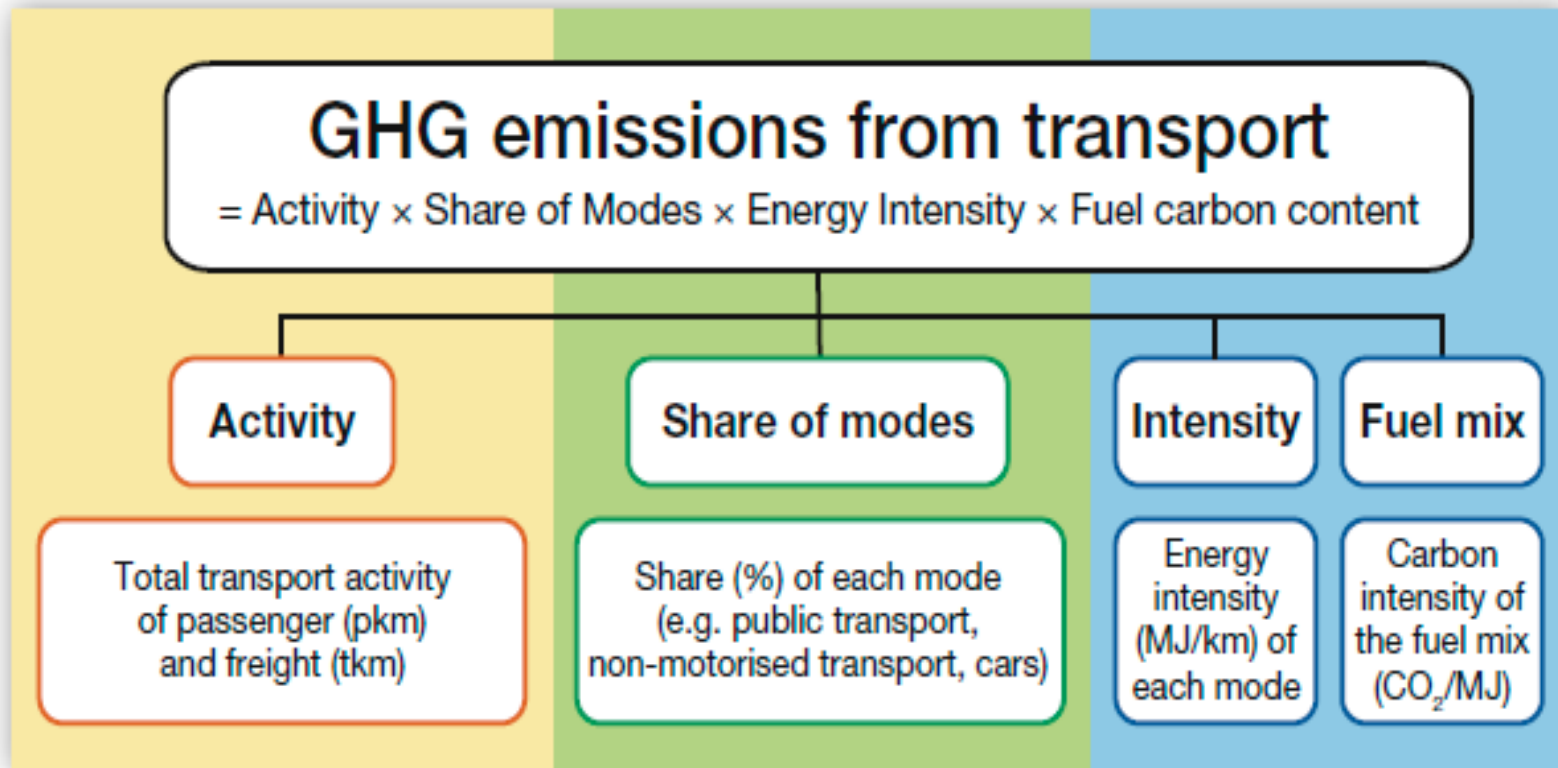 GHG emissions from transport
= Activity × Share of Modes × Energy Intensity × Fuel carbon content
Activity
Share of modes
Intensity
Fuel mix
Total transport activity
of passenger (pkm)
and freight (tkm)
Share (%) of each mode
(e.g. public transport,
non-motorised transport, cars)
Energy
intensity
(MJ/km) of
each mode
Carbon
intensity of
the fuel mix
(CO₂/MJ)